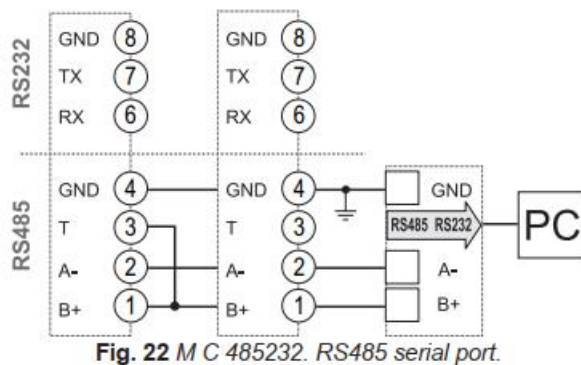 RS232
GND 8 GND 8
TX 7 TX 7
RX 6 RX 6
RS485
GND 4 GND 4 GND
T 3 T 3 RS485 RS232 PC
A- 2 A- 2 A-
B+ 1 B+ 1 B+
Fig. 22 M C 485232. RS485 serial port.